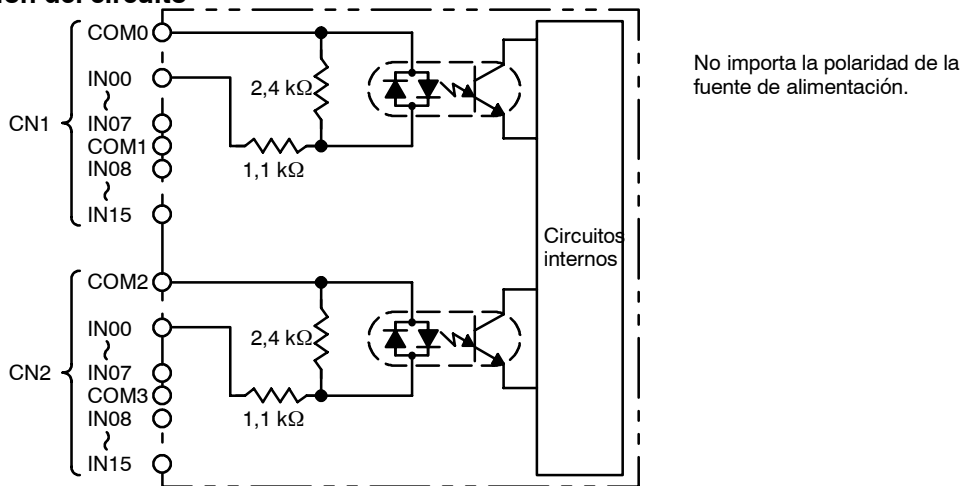 COM0
IN00
IN07
COM1
IN08
IN15
CN1
2,4 kΩ
1,1 kΩ
No importa la polaridad de la
fuente de alimentación.
Circuitos
internos
COM2
IN00
IN07
COM3
IN08
IN15
CN2
2,4 kΩ
1,1 kΩ